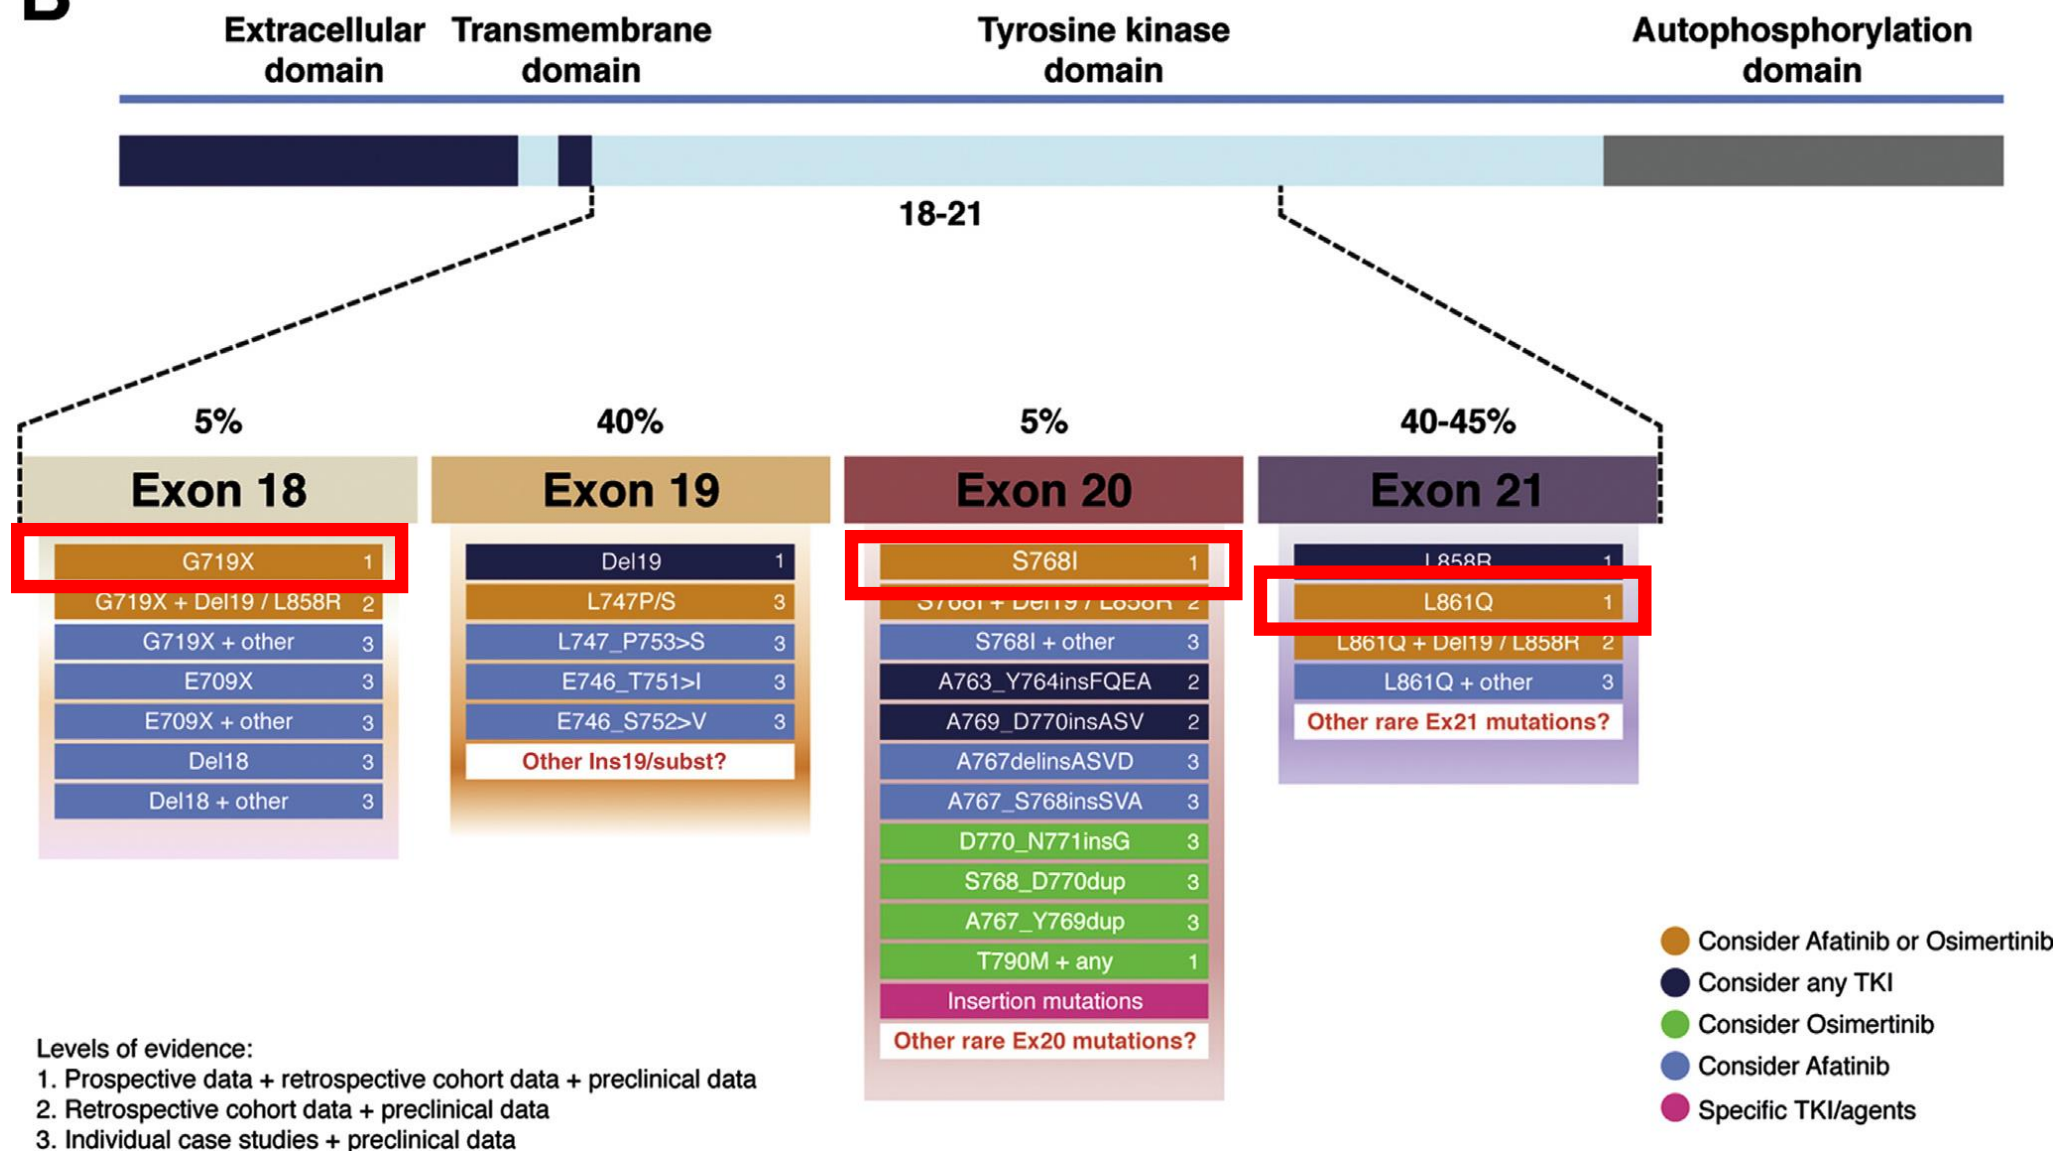 B
Extracellular domain
Transmembrane domain
Tyrosine kinase domain
Autophosphorylation domain
18-21
5%
Exon 18
G719X 1
G719X + Del19 / L858R 2
G719X + other 3
E709X 3
E709X + other 3
Del18 3
Del18 + other 3
40%
Exon 19
Del19 1
L747P/S 3
L747_P753>S 3
E746_T751>I 3
E746_S752>V 3
Other Ins19/subst?
5%
Exon 20
S768I 1
S768I + Del19 / L858R 2
S768I + other 3
A763_Y764insFQEA 2
A769_D770insASV 2
A767delinsASVD 3
A767_S768insSVA 3
D770_N771insG 3
S768_D770dup 3
A767_Y769dup 3
T790M + any 1
Insertion mutations
Other rare Ex20 mutations?
40-45%
Exon 21
L858R 1
L861Q 1
L861Q + Del19 / L858R 2
L861Q + other 3
Other rare Ex21 mutations?
Consider Afatinib or Osimertinib
Consider any TKI
Consider Osimertinib
Consider Afatinib
Specific TKI/agents
Levels of evidence:
1. Prospective data + retrospective cohort data + preclinical data
2. Retrospective cohort data + preclinical data
3. Individual case studies + preclinical data